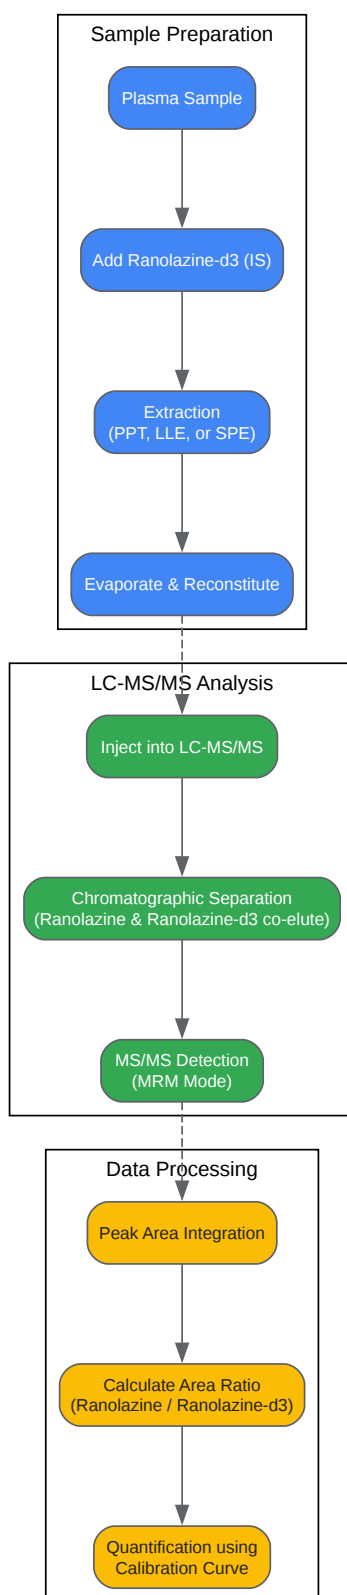 Sample Preparation
Plasma Sample
Add Ranolazine-d3 (IS)
Extraction
(PPT, LLE, or SPE)
Evaporate & Reconstitute
LC-MS/MS Analysis
Inject into LC-MS/MS
Chromatographic Separation
(Ranolazine & Ranolazine-d3 co-elute)
MS/MS Detection
(MRM Mode)
Data Processing
Peak Area Integration
Calculate Area Ratio
(Ranolazine / Ranolazine-d3)
Quantification using
Calibration Curve